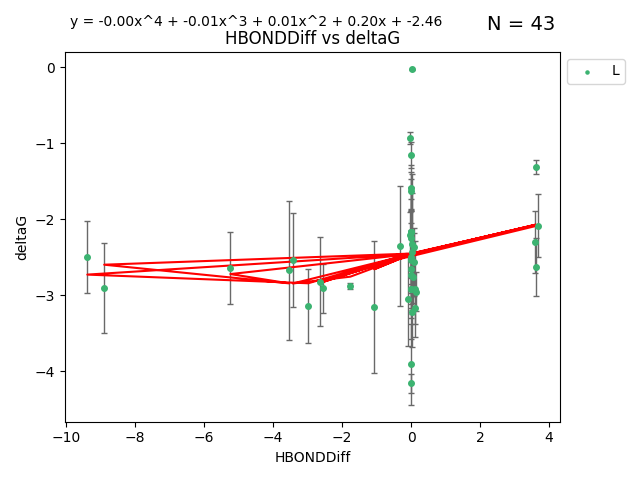 y = -0.00x^4 + -0.01x^3 + 0.01x^2 + 0.20x + -2.46
N = 43
HBONDDiff vs deltaG
L
deltaG
0
−1
−2
−3
−4
−10
−8
−6
−4
−2
0
2
4
HBONDDiff